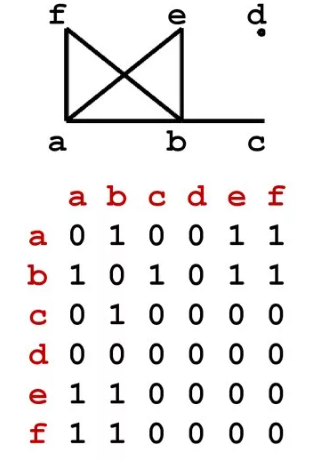 f e d
a b c
a b c d e f
a 0 1 0 0 1 1
b 1 0 1 0 1 1
c 0 1 0 0 0 0
d 0 0 0 0 0 0
e 1 1 0 0 0 0
f 1 1 0 0 0 0